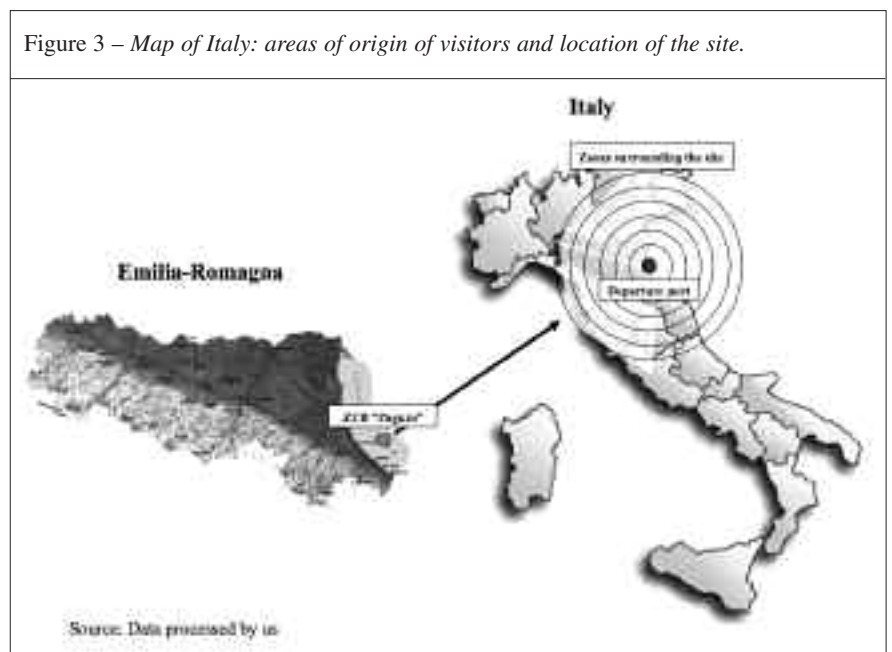 Figure 3 – Map of Italy: areas of origin of visitors and location of the site.
Italy
Zones surrounding the site
Emilia-Romagna
Departure port
Source: Data processed by us